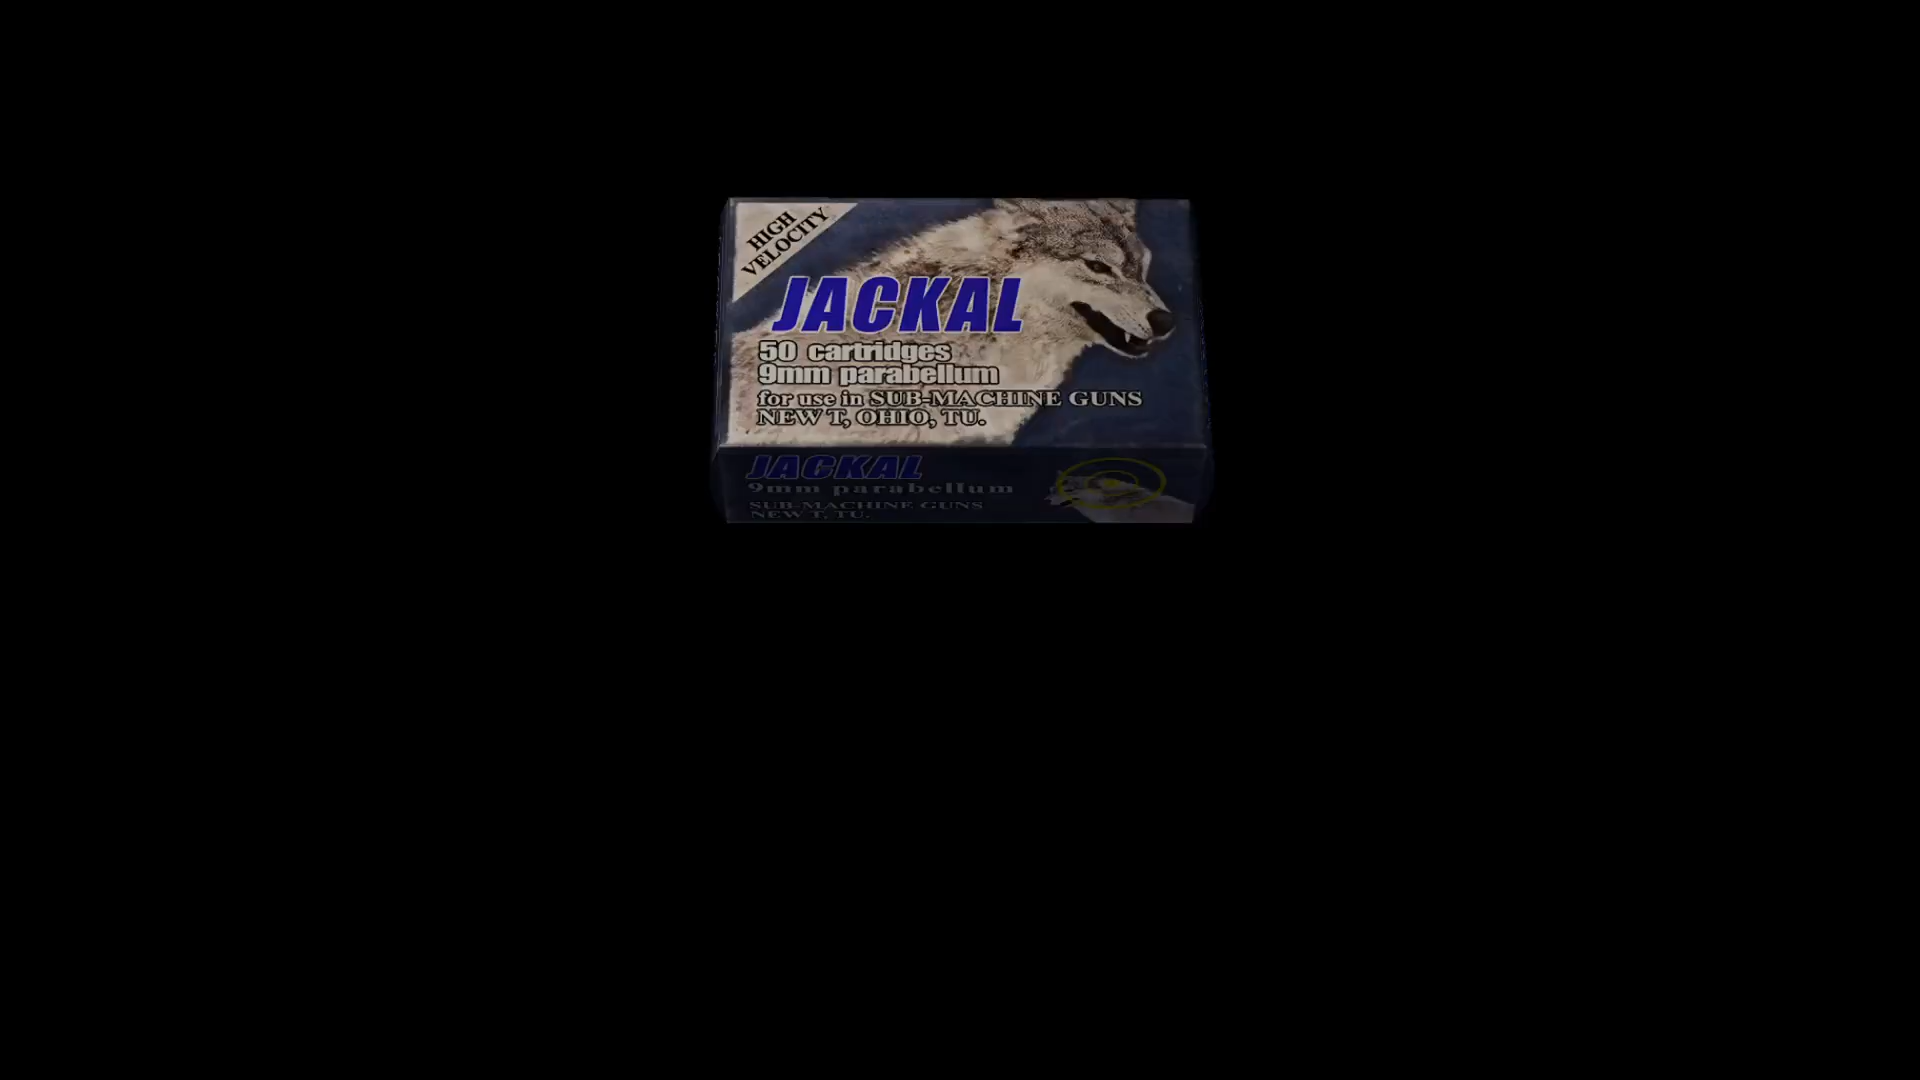 HIGH
VELOCITY
JACKAL
50 cartridges
9mm parabellum
for use in SUB-MACHINE GUNS
NEW T, OHIO, TU.
JACKAL
9mm parabellum
SUB-MACHINE GUNS
NEW T, TU.